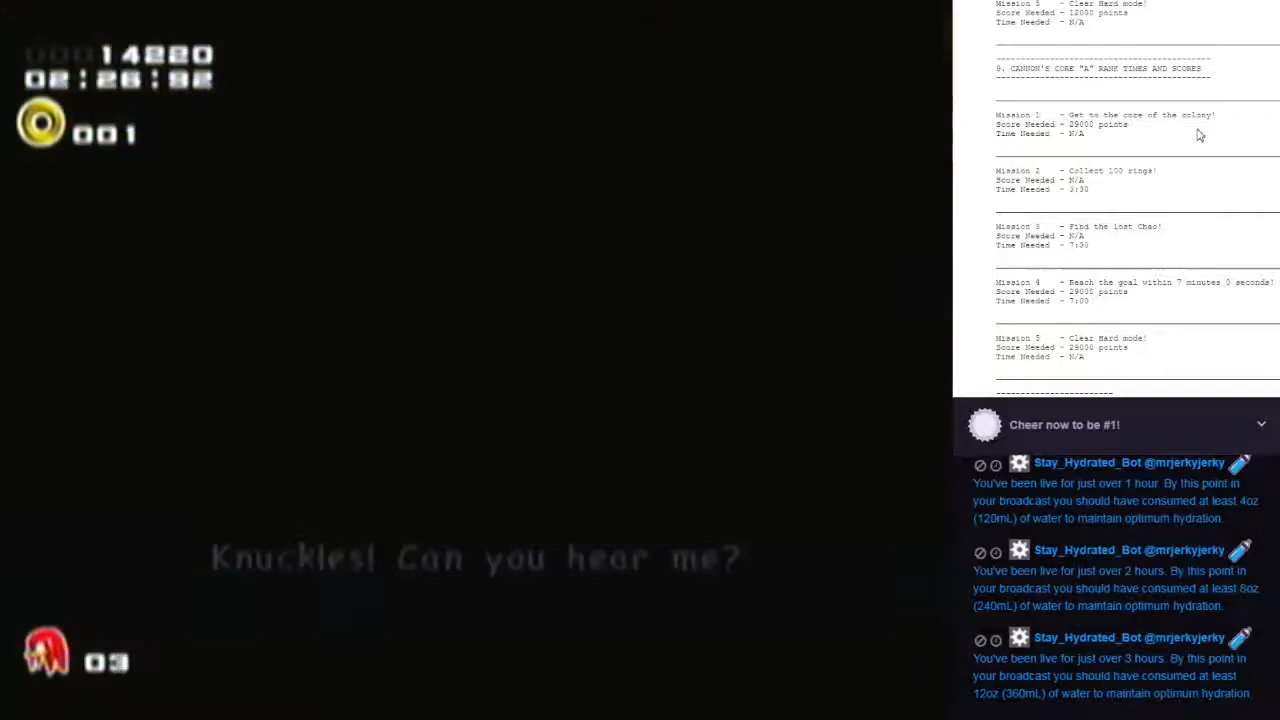 00014220
02:26:92
001
Knuckles! Can you hear me?
03
Mission 5 - Clear Hard mode!
Score Needed - 12000 points
Time Needed - N/A
9. CANNON'S CORE "A" RANK TIMES AND SCORES
Mission 1 - Get to the core of the colony!
Score Needed - 29000 points
Time Needed - N/A
Mission 2 - Collect 100 rings!
Score Needed - N/A
Time Needed - 3:30
Mission 3 - Find the lost Chao!
Score Needed - N/A
Time Needed - 7:30
Mission 4 - Reach the goal within 7 minutes 0 seconds!
Score Needed - 29000 points
Time Needed - 7:00
Mission 5 - Clear Hard mode!
Score Needed - 29000 points
Time Needed - N/A
Cheer now to be #1!
Stay_Hydrated_Bot @mrjerkyjerky
You've been live for just over 1 hour. By this point in
your broadcast you should have consumed at least 4oz
(120mL) of water to maintain optimum hydration.
Stay_Hydrated_Bot @mrjerkyjerky
You've been live for just over 2 hours. By this point in
your broadcast you should have consumed at least 8oz
(240mL) of water to maintain optimum hydration.
Stay_Hydrated_Bot @mrjerkyjerky
You've been live for just over 3 hours. By this point in
your broadcast you should have consumed at least
12oz (360mL) of water to maintain optimum hydration.